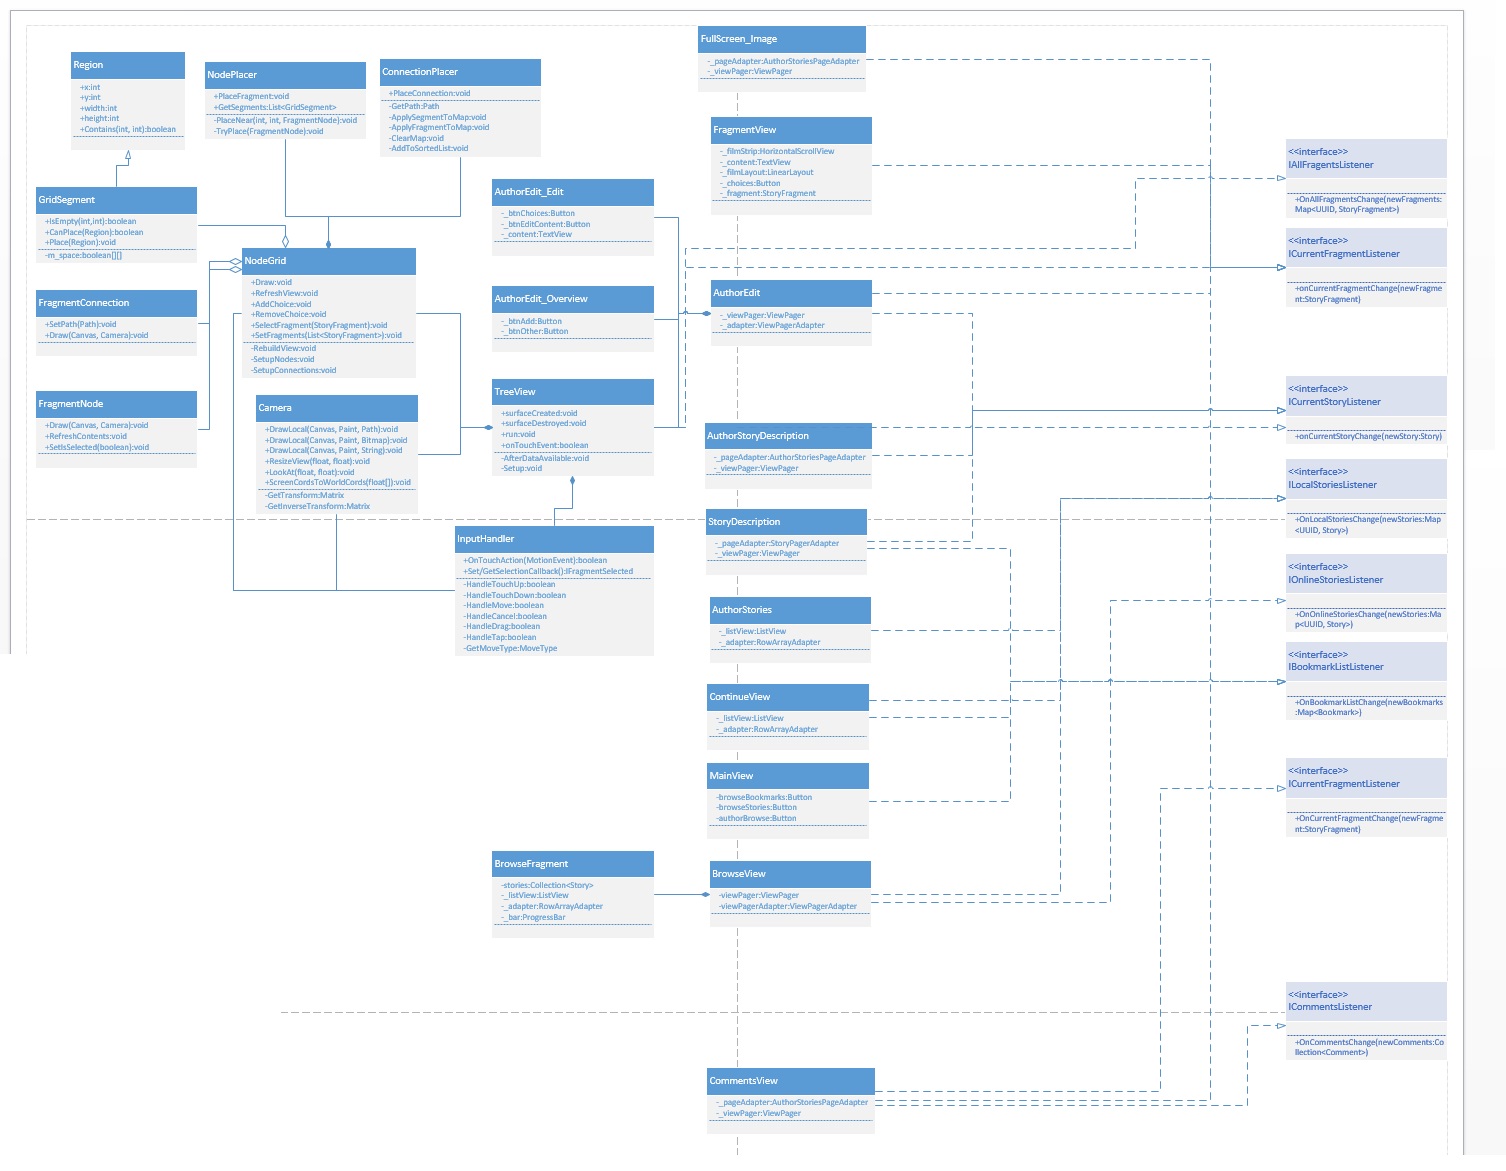 Region
+x:int
+y:int
+width:int
+height:int
+Contains(int, int):boolean
NodePlacer
+PlaceFragment:void
+GetSegments:List<GridSegment>
-PlaceNear(int, int, FragmentNode):void
-TryPlace(FragmentNode):void
ConnectionPlacer
+PlaceConnection:void
-GetPath:Path
-ApplySegmentToMap:void
-ApplyFragmentToMap:void
-ClearMap:void
-AddToSortedList:void
GridSegment
+IsEmpty(int,int):boolean
+CanPlace(Region):boolean
+Place(Region):void
-m_space:boolean[][]
FragmentConnection
+SetPath(Path):void
+Draw(Canvas, Camera):void
FragmentNode
+Draw(Canvas, Camera):void
+RefreshContents:void
+SetIsSelected(boolean):void
NodeGrid
+Draw:void
+RefreshView:void
+AddChoice:void
+RemoveChoice:void
+SelectFragment(StoryFragment):void
+SetFragments(List<StoryFragment>):void
-RebuildView:void
-SetupNodes:void
-SetupConnections:void
Camera
+DrawLocal(Canvas, Paint, Path):void
+DrawLocal(Canvas, Paint, Bitmap):void
+DrawLocal(Canvas, Paint, String):void
+ResizeView(float, float):void
+LookAt(float, float):void
+ScreenCordsToWorldCords(float[]):void
-GetTransform:Matrix
-GetInverseTransform:Matrix
AuthorEdit_Edit
-_btnChoices:Button
-_btnEditContent:Button
-_content:TextView
AuthorEdit_Overview
-_btnAdd:Button
-_btnOther:Button
TreeView
+surfaceCreated:void
+surfaceDestroyed:void
+run:void
+onTouchEvent:boolean
-AfterDataAvailable:void
-Setup:void
InputHandler
+OnTouchAction(MotionEvent):boolean
+Set/GetSelectionCallback():IFragmentSelected
-HandleTouchUp:boolean
-HandleTouchDown:boolean
-HandleMove:boolean
-HandleCancel:boolean
-HandleDrag:boolean
-HandleTap:boolean
-GetMoveType:MoveType
BrowseFragment
-stories:Collection<Story>
-_listView:ListView
-_adapter:RowArrayAdapter
-_bar:ProgressBar
FullScreen_Image
-_pageAdapter:AuthorStoriesPageAdapter
-_viewPager:ViewPager
FragmentView
-_filmStrip:HorizontalScrollView
-_content:TextView
-_filmLayout:LinearLayout
-_choices:Button
-_fragment:StoryFragment
AuthorEdit
-_viewPager:ViewPager
-_adapter:ViewPagerAdapter
AuthorStoryDescription
-_pageAdapter:AuthorStoriesPageAdapter
-_viewPager:ViewPager
StoryDescription
-_pageAdapter:StoryPagerAdapter
-_viewPager:ViewPager
AuthorStories
-_listView:ListView
-_adapter:RowArrayAdapter
ContinueView
-_listView:ListView
-_adapter:RowArrayAdapter
MainView
-browseBookmarks:Button
-browseStories:Button
-authorBrowse:Button
BrowseView
-viewPager:ViewPager
-viewPagerAdapter:ViewPagerAdapter
CommentsView
-_pageAdapter:AuthorStoriesPageAdapter
-_viewPager:ViewPager
<<interface>>
IAllFragentsListener
+OnAllFragmentsChange(newFragments:
Map<UUID, StoryFragment>)
<<interface>>
ICurrentFragmentListener
+onCurrentFragmentChange(newFragme
nt:StoryFragment)
<<interface>>
ICurrentStoryListener
+onCurrentStoryChange(newStory:Story)
<<interface>>
ILocalStoriesListener
+OnLocalStoriesChange(newStories:Map
<UUID, Story>)
<<interface>>
IOnlineStoriesListener
+OnOnlineStoriesChange(newStories:Ma
p<UUID, Story>)
<<interface>>
IBookmarkListListener
+OnBookmarkListChange(newBookmarks
:Map<Bookmark>)
<<interface>>
ICurrentFragmentListener
+OnCurrentFragmentChange(newFragme
nt:StoryFragment)
<<interface>>
ICommentsListener
+OnCommentsChange(newComments:Co
llection<Comment>)